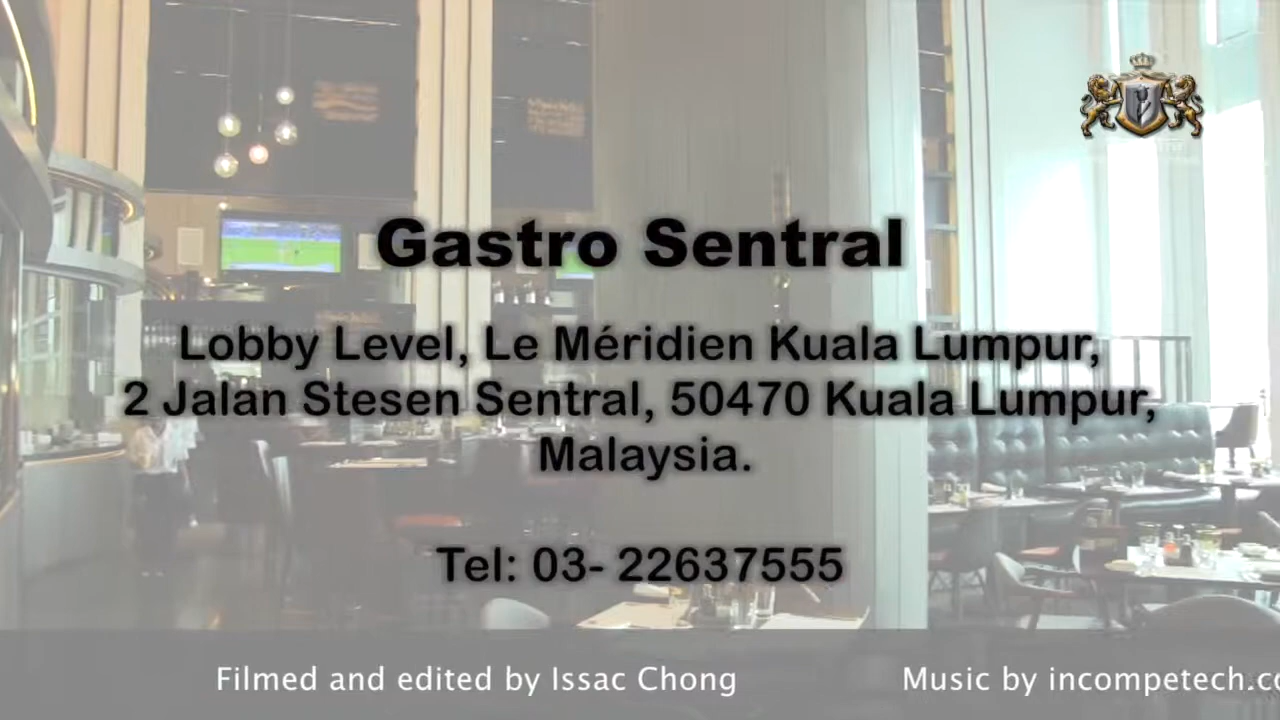 Gastro Sentral
Lobby Level, Le Méridien Kuala Lumpur,
2 Jalan Stesen Sentral, 50470 Kuala Lumpur,
Malaysia.
Tel: 03- 22637555
Filmed and edited by Issac Chong
Music by incompetech.co